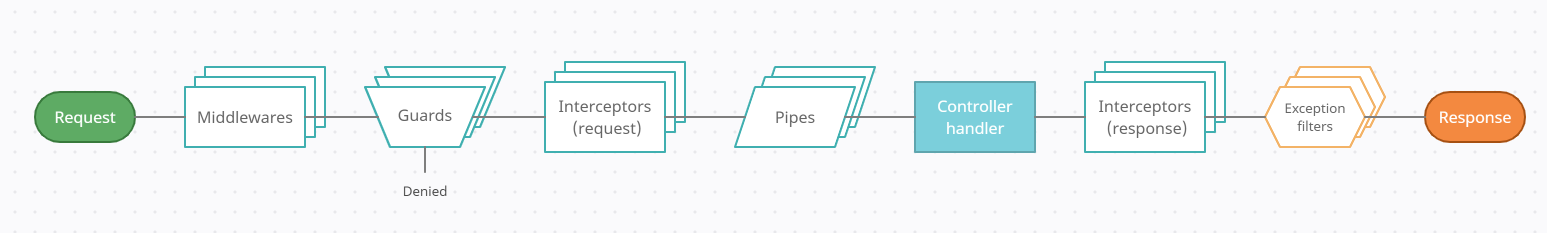 Request
Middlewares
Guards
Denied
Interceptors
(request)
Pipes
Controller
handler
Interceptors
(response)
Exception
filters
Response